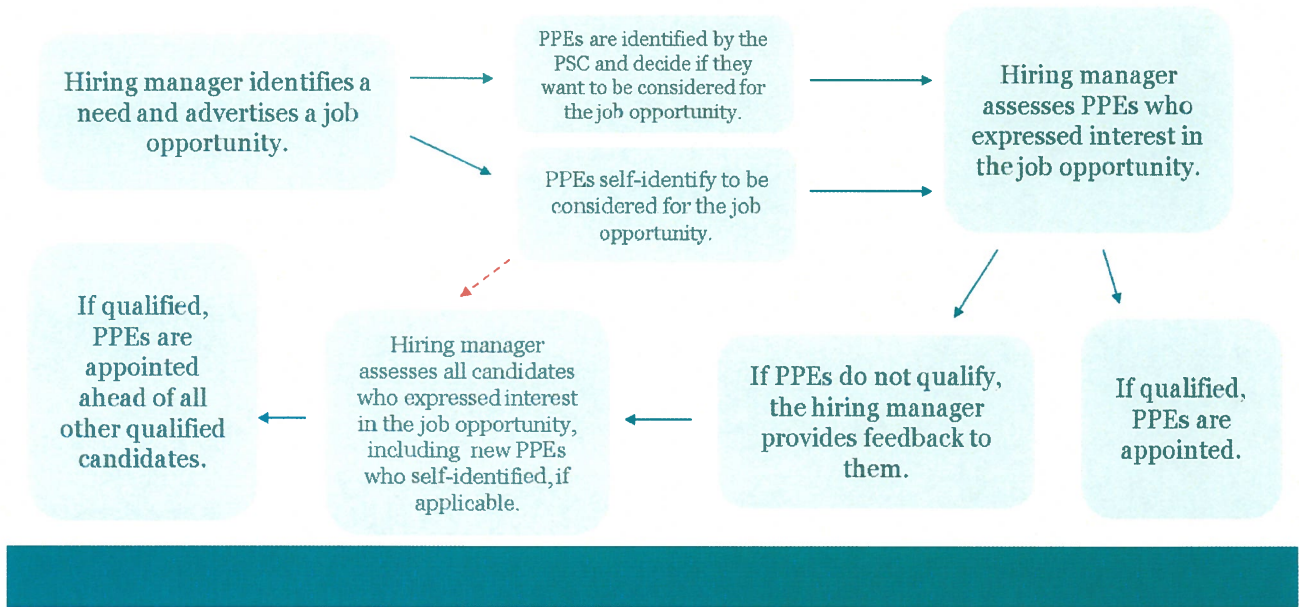 Hiring manager identifies a
need and advertises a job
opportunity.
PPEs are identified by the
PSC and decide if they
want to be considered for
the job opportunity.
PPEs self-identify to be
considered for the job
opportunity.
Hiring manager
assesses PPEs who
expressed interest in
the job opportunity.
If qualified,
PPEs are
appointed.
If PPEs do not qualify,
the hiring manager
provides feedback to
them.
Hiring manager
assesses all candidates
who expressed interest
in the job opportunity,
including new PPEs
who self-identified, if
applicable.
If qualified,
PPEs are
appointed
ahead of all
other qualified
candidates.